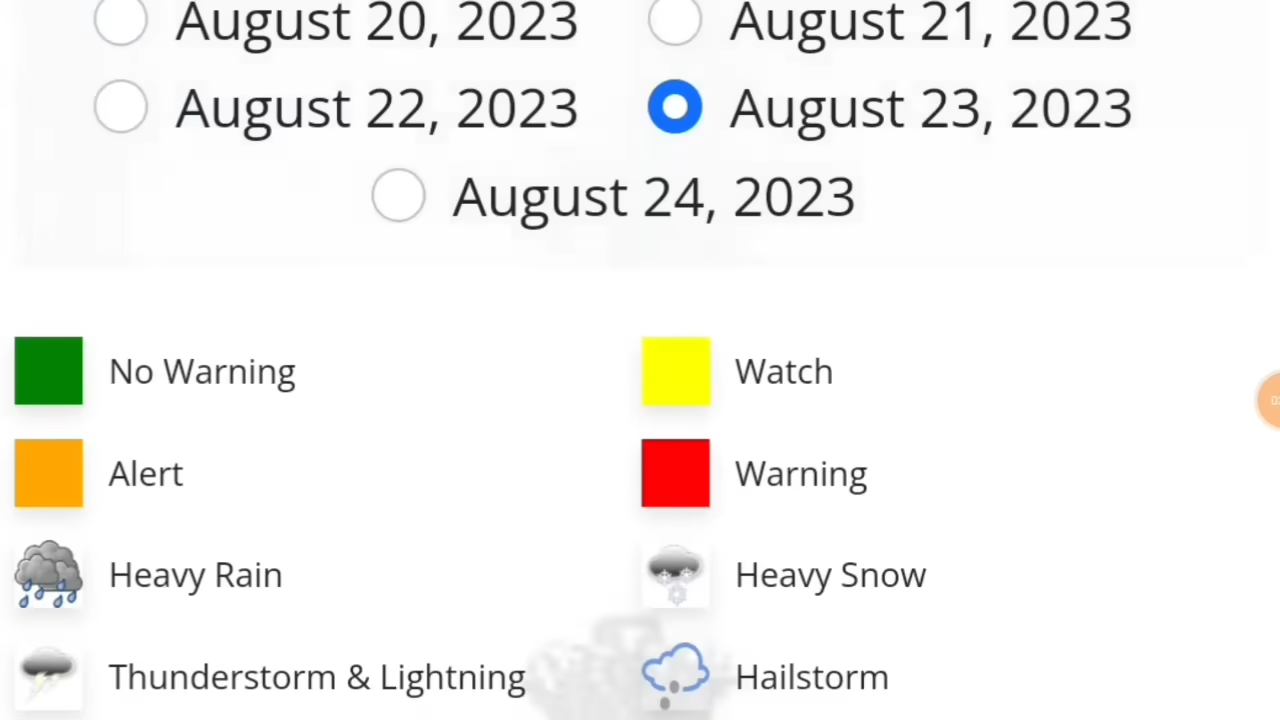 August 20, 2023 August 21, 2023
August 22, 2023 August 23, 2023
August 24, 2023
No Warning Watch
Alert Warning
Heavy Rain Heavy Snow
Thunderstorm & Lightning Hailstorm